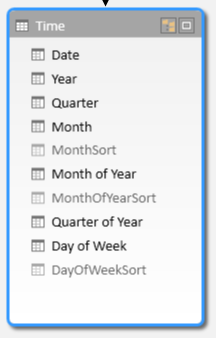 Time
Date
Year
Quarter
Month
MonthSort
Month of Year
MonthOfYearSort
Quarter of Year
Day of Week
DayOfWeekSort